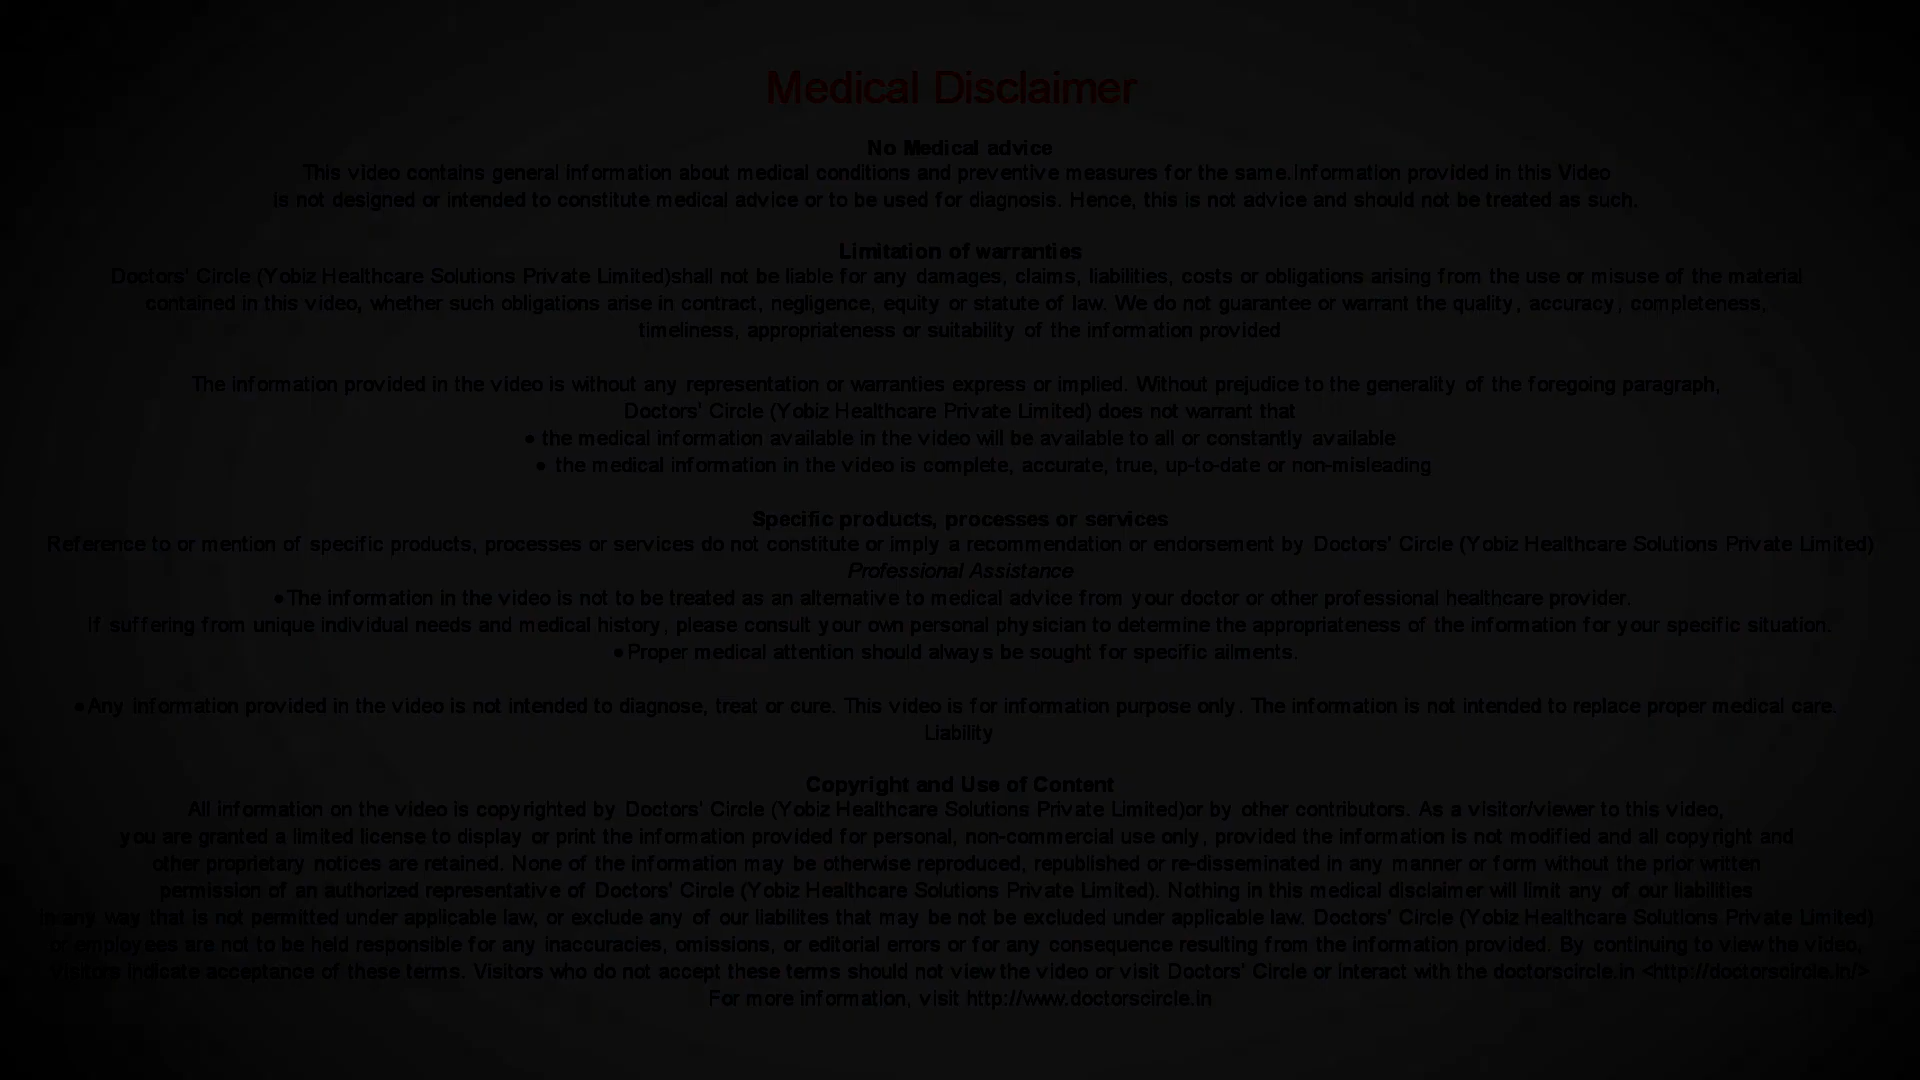 Medical Disclaimer
No Medical advice
This video contains general information about medical conditions and preventive measures for the same.Information provided in this Video
is not designed or intended to constitute medical advice or to be used for diagnosis. Hence, this is not advice and should not be treated as such.
Limitation of warranties
Doctors' Circle (Yobiz Healthcare Solutions Private Limited)shall not be liable for any damages, claims, liabilities, costs or obligations arising from the use or misuse of the material
contained in this video, whether such obligations arise in contract, negligence, equity or statute of law. We do not guarantee or warrant the quality, accuracy, completeness,
timeliness, appropriateness or suitability of the information provided
The information provided in the video is without any representation or warranties express or implied. Without prejudice to the generality of the foregoing paragraph,
Doctors' Circle (Yobiz Healthcare Private Limited) does not warrant that
● the medical information available in the video will be available to all or constantly available
● the medical information in the video is complete, accurate, true, up-to-date or non-misleading
Specific products, processes or services
Reference to or mention of specific products, processes or services do not constitute or imply a recommendation or endorsement by Doctors' Circle (Yobiz Healthcare Solutions Private Limited)
Professional Assistance
●The information in the video is not to be treated as an alternative to medical advice from your doctor or other professional healthcare provider.
If suffering from unique individual needs and medical history, please consult your own personal physician to determine the appropriateness of the information for your specific situation.
●Proper medical attention should always be sought for specific ailments.
●Any information provided in the video is not intended to diagnose, treat or cure. This video is for information purpose only. The information is not intended to replace proper medical care.
Liability
Copyright and Use of Content
All information on the video is copyrighted by Doctors' Circle (Yobiz Healthcare Solutions Private Limited)or by other contributors. As a visitor/viewer to this video,
you are granted a limited license to display or print the information provided for personal, non-commercial use only, provided the information is not modified and all copyright and
other proprietary notices are retained. None of the information may be otherwise reproduced, republished or re-disseminated in any manner or form without the prior written
permission of an authorized representative of Doctors' Circle (Yobiz Healthcare Solutions Private Limited). Nothing in this medical disclaimer will limit any of our liabilities
in any way that is not permitted under applicable law, or exclude any of our liabilites that may be not be excluded under applicable law. Doctors' Circle (Yobiz Healthcare Solutions Private Limited)
or employees are not to be held responsible for any inaccuracies, omissions, or editorial errors or for any consequence resulting from the information provided. By continuing to view the video,
Visitors indicate acceptance of these terms. Visitors who do not accept these terms should not view the video or visit Doctors' Circle or interact with the doctorscircle.in <http://doctorscircle.in/>
For more information, visit http://www.doctorscircle.in